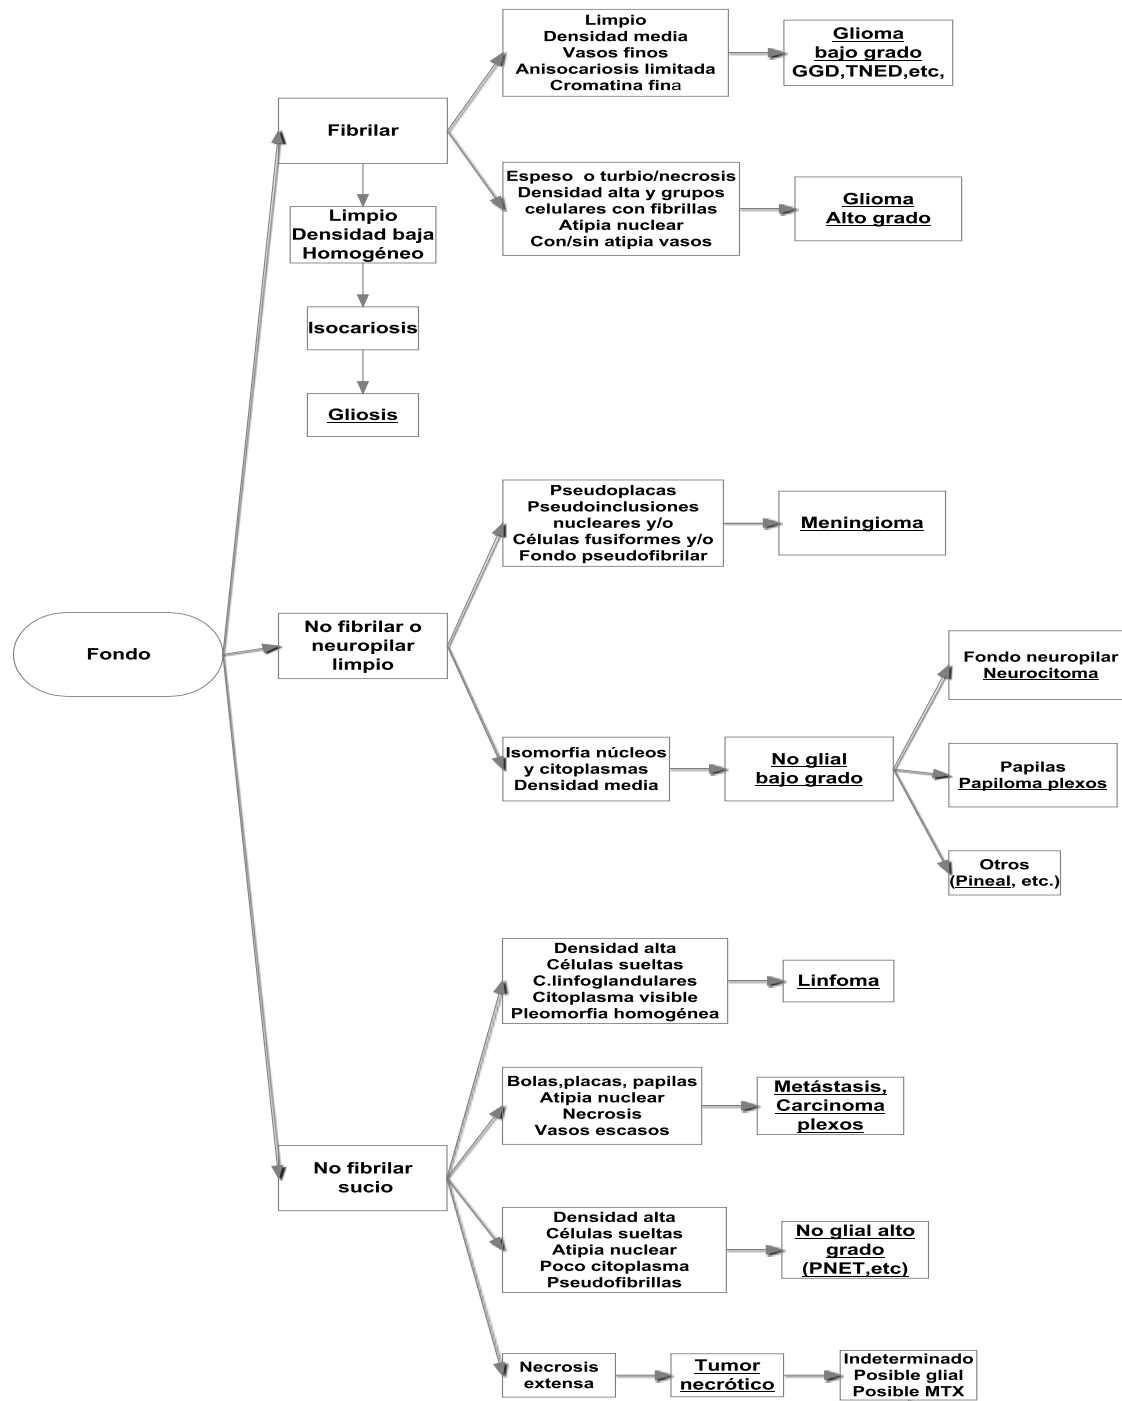 Limpio
Densidad media
Vasos finos
Anisocariosis limitada
Cromatina fina
Glioma
bajo grado
GGD,TNED,etc,
Fibrilar
Espeso o turbio/necrosis
Densidad alta y grupos
celulares con fibrillas
Atipia nuclear
Con/sin atipia vasos
Glioma
Alto grado
Limpio
Densidad baja
Homogéneo
Isocariosis
Gliosis
Pseudoplacas
Pseudoinclusiones
nucleares y/o
Células fusiformes y/o
Fondo pseudofibrilar
Meningioma
Fondo
No fibrilar o
neuropilar
limpio
Fondo neuropilar
Neurocitoma
Isomorfia núcleos
y citoplasmas
Densidad media
No glial
bajo grado
Papilas
Papiloma plexos
Otros
(Pineal, etc.)
Densidad alta
Células sueltas
C.linfoglandulares
Citoplasma visible
Pleomorfia homogénea
Linfoma
Bolas,placas, papilas
Atipia nuclear
Necrosis
Vasos escasos
Metástasis,
Carcinoma
plexos
No fibrilar
sucio
Densidad alta
Células sueltas
Atipia nuclear
Poco citoplasma
Pseudofibrillas
No glial alto
grado
(PNET,etc)
Necrosis
extensa
Tumor
necrótico
Indeterminado
Posible glial
Posible MTX